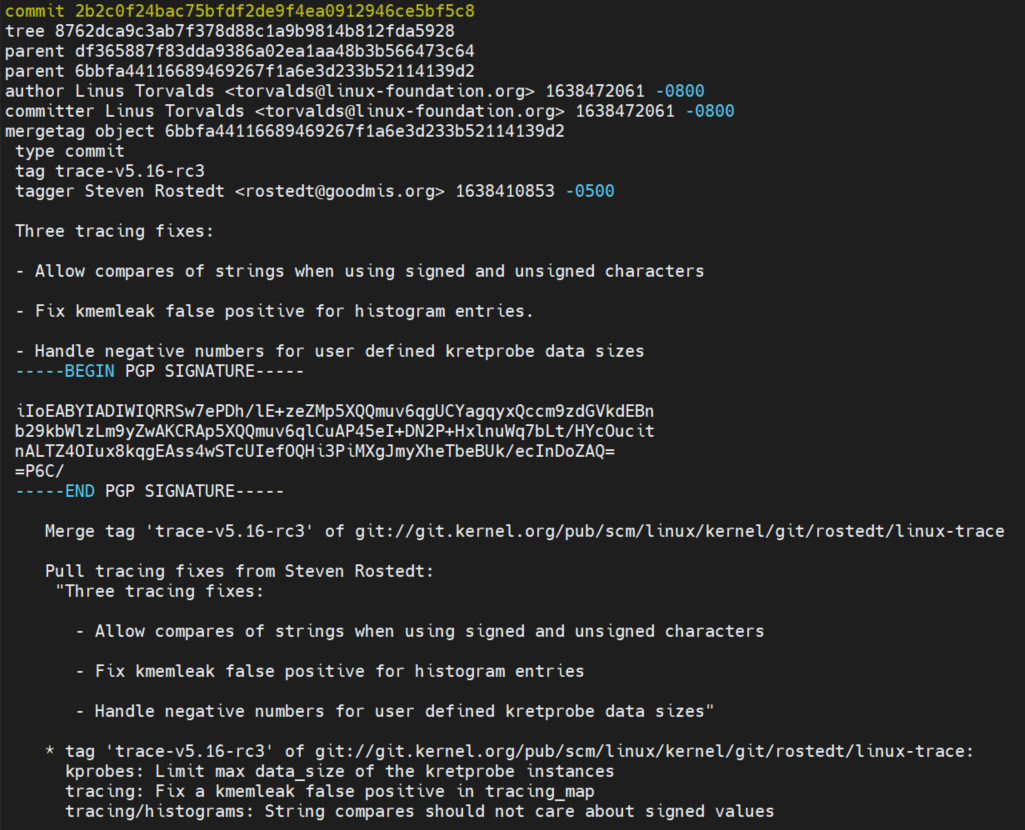 commit 2b2c0f24bac75bfdf2de9f4ea0912946ce5bf5c8
tree 8762dca9c3ab7f378d88c1a9b9814b812fda5928
parent df365887f83dda9386a02ea1aa48b3b566473c64
parent 6bbfa44116689469267f1a6e3d233b52114139d2
author Linus Torvalds <torvalds@linux-foundation.org> 1638472061 -0800
committer Linus Torvalds <torvalds@linux-foundation.org> 1638472061 -0800
mergetag object 6bbfa44116689469267f1a6e3d233b52114139d2
 type commit
 tag trace-v5.16-rc3
 tagger Steven Rostedt <rostedt@goodmis.org> 1638410853 -0500

 Three tracing fixes:

 - Allow compares of strings when using signed and unsigned characters

 - Fix kmemleak false positive for histogram entries.

 - Handle negative numbers for user defined kretprobe data sizes
 -----BEGIN PGP SIGNATURE-----

 iIoEABYIADIWIQRRSw7ePDh/lE+zeZMp5XQQmuv6qgUCYagqyxQccm9zdGVkdEBn
 b29kbWlzLm9yZwAKCRAp5XQQmuv6qlCuAP45eI+DN2P+HxlnuWq7bLt/HYcOucit
 nALTZ4OIux8kqgEAss4wSTcUIefOQHi3PiMXgJmyXheTbeBUk/ecInDoZAQ=
 =P6C/
 -----END PGP SIGNATURE-----

    Merge tag 'trace-v5.16-rc3' of git://git.kernel.org/pub/scm/linux/kernel/git/rostedt/linux-trace

    Pull tracing fixes from Steven Rostedt:
     "Three tracing fixes:

       - Allow compares of strings when using signed and unsigned characters

       - Fix kmemleak false positive for histogram entries

       - Handle negative numbers for user defined kretprobe data sizes"

    * tag 'trace-v5.16-rc3' of git://git.kernel.org/pub/scm/linux/kernel/git/rostedt/linux-trace:
      kprobes: Limit max data_size of the kretprobe instances
      tracing: Fix a kmemleak false positive in tracing_map
      tracing/histograms: String compares should not care about signed values